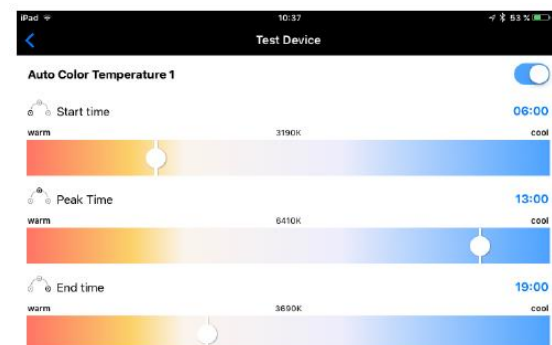 iPad 10:37 53 %
Test Device
Auto Color Temperature 1
Start time 06:00
warm 3190K cool
Peak Time 13:00
warm 6410K cool
End time 19:00
warm 3690K cool